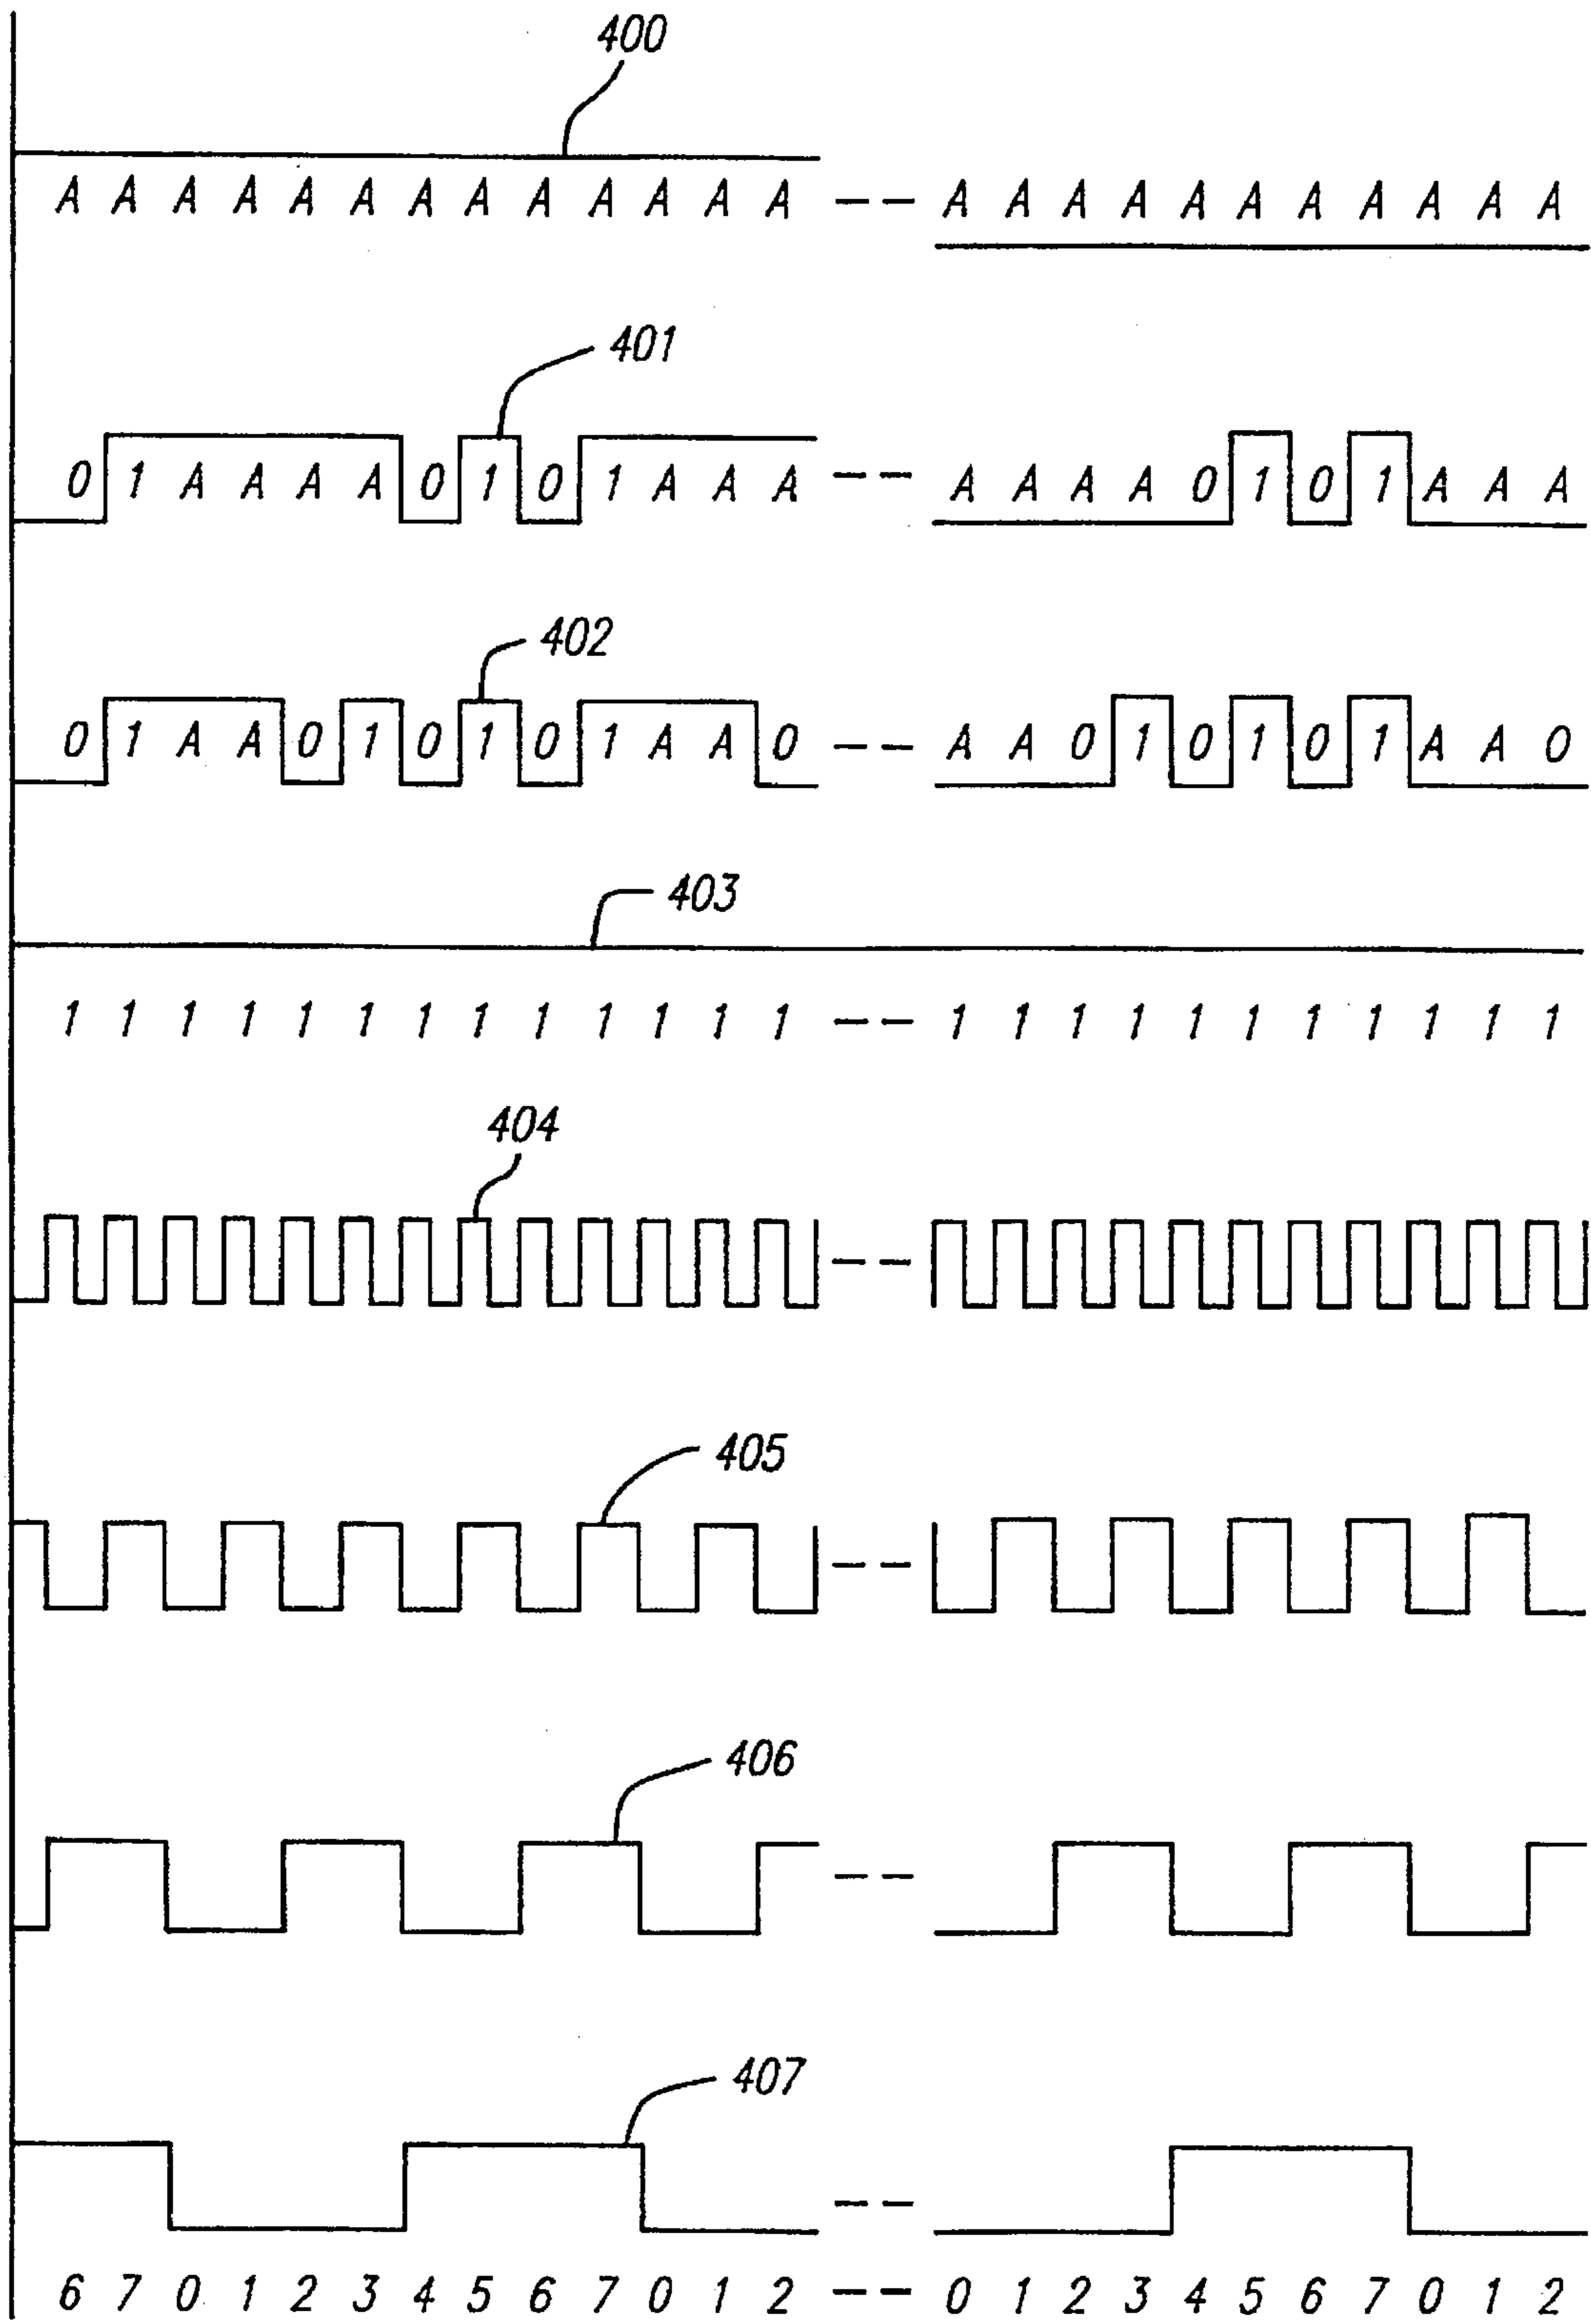 400
A A A A A A A A A A A A A -- A A A A A A A A A A A
401
0 1 A A A A 0 1 0 1 A A A -- A A A A 0 1 0 1 A A A
402
0 1 A A 0 1 0 1 0 1 A A 0 -- A A 0 1 0 1 0 1 A A 0
403
1 1 1 1 1 1 1 1 1 1 1 1 1 -- 1 1 1 1 1 1 1 1 1 1 1
404
405
406
407
6 7 0 1 2 3 4 5 6 7 0 1 2 -- 0 1 2 3 4 5 6 7 0 1 2